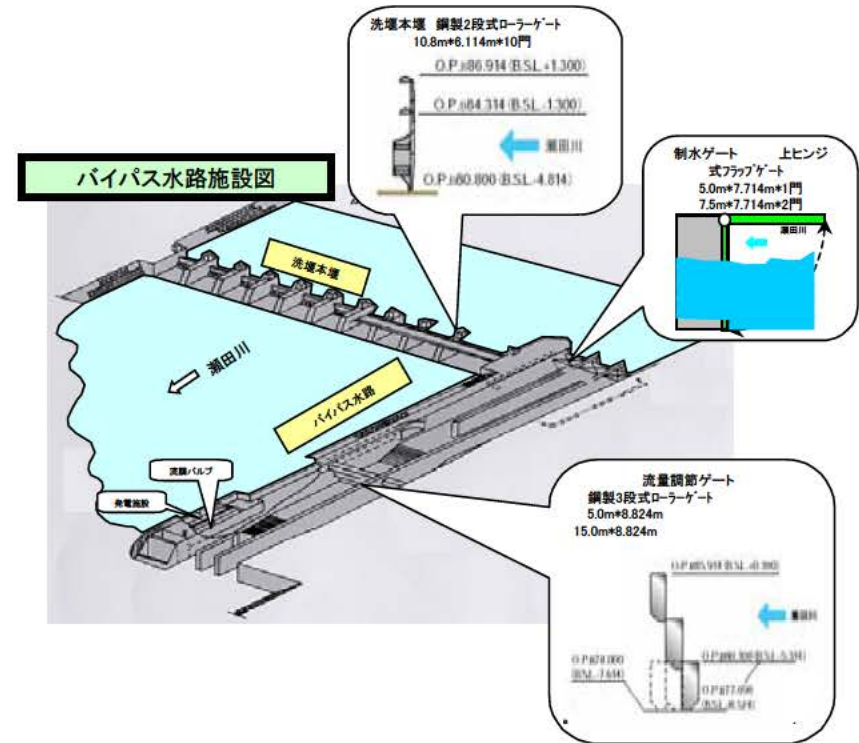 洗堰本堰 鋼製2段式ローラーゲート
10.8m*6.114m*10門
O.P.+86.914(B.S.L.+1.300)
O.P.+84.314(B.S.L.-1.300)
瀬田川
O.P.+80.800(B.S.L.-4.814)
バイパス水路施設図
制水ゲート 上ヒンジ
式フラップゲート
5.0m*7.714m*1門
7.5m*7.714m*2門
瀬田川
洗堰本堰
瀬田川
バイパス水路
流調バルブ
発電施設
流量調節ゲート
鋼製3段式ローラーゲート
5.0m*8.824m
15.0m*8.824m
瀬田川
(B.S.L.-7.614)